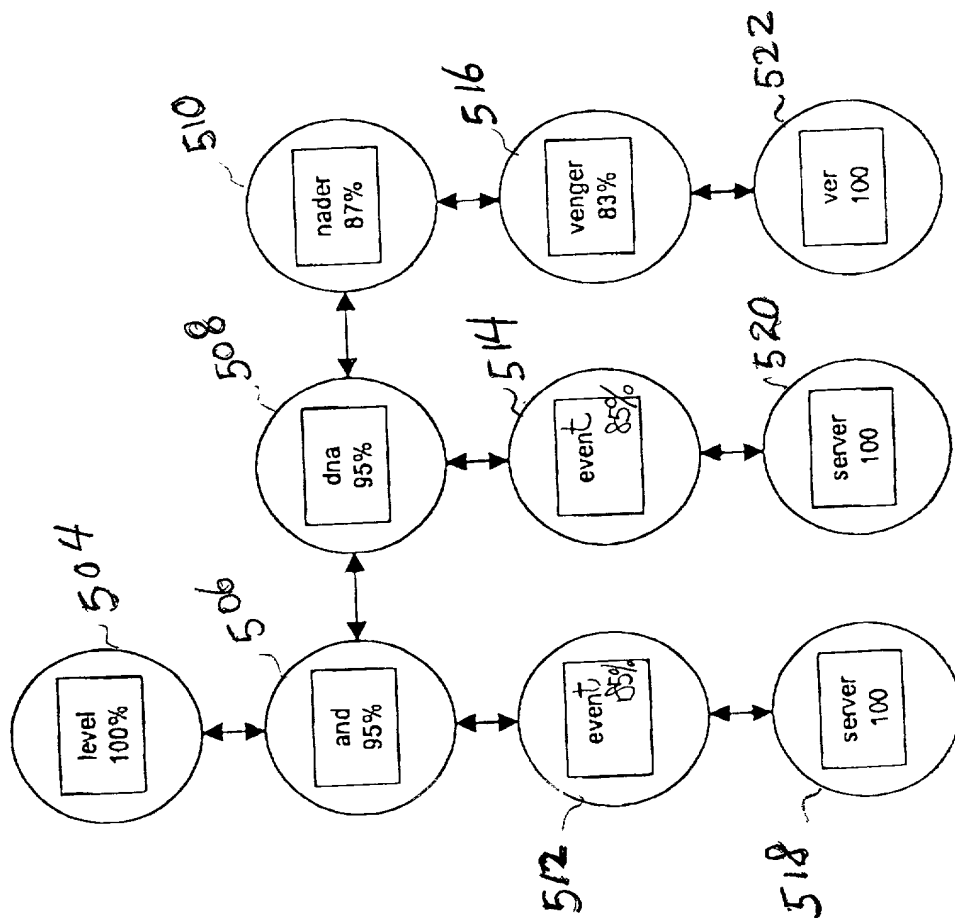 504
level
100%
506
and
95%
508
dna
95%
510
nader
87%
512
event
85%
514
event
85%
516
venger
83%
518
server
100
520
server
100
522
ver
100